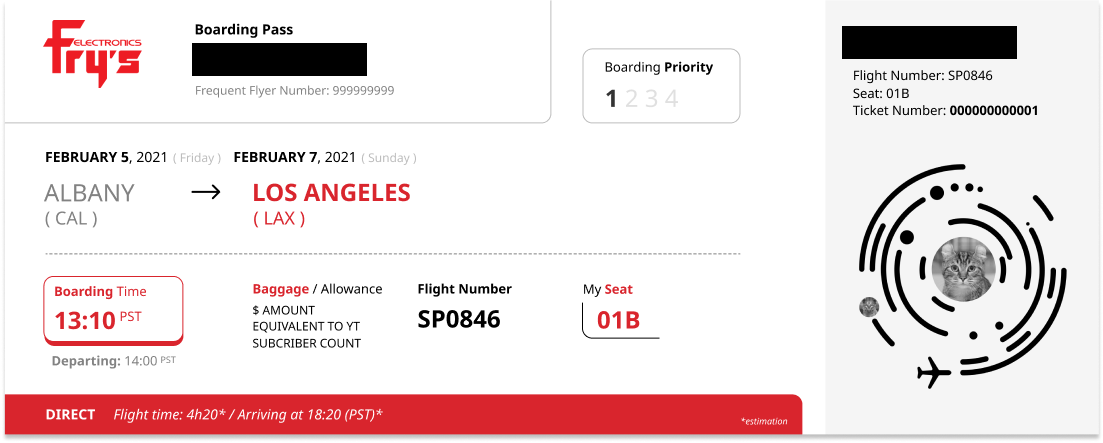 Fry's ELECTRONICS
Boarding Pass
Frequent Flyer Number: 999999999
Boarding Priority
1 2 3 4
FEBRUARY 5, 2021 ( Friday ) FEBRUARY 7, 2021 ( Sunday )
ALBANY → LOS ANGELES
( CAL ) ( LAX )
Boarding Time
13:10 PST
Departing: 14:00 PST
Baggage / Allowance
$ AMOUNT
EQUIVALENT TO YT
SUBCRIBER COUNT
Flight Number
SP0846
My Seat
01B
DIRECT Flight time: 4h20* / Arriving at 18:20 (PST)*
*estimation
Flight Number: SP0846
Seat: 01B
Ticket Number: 000000000001